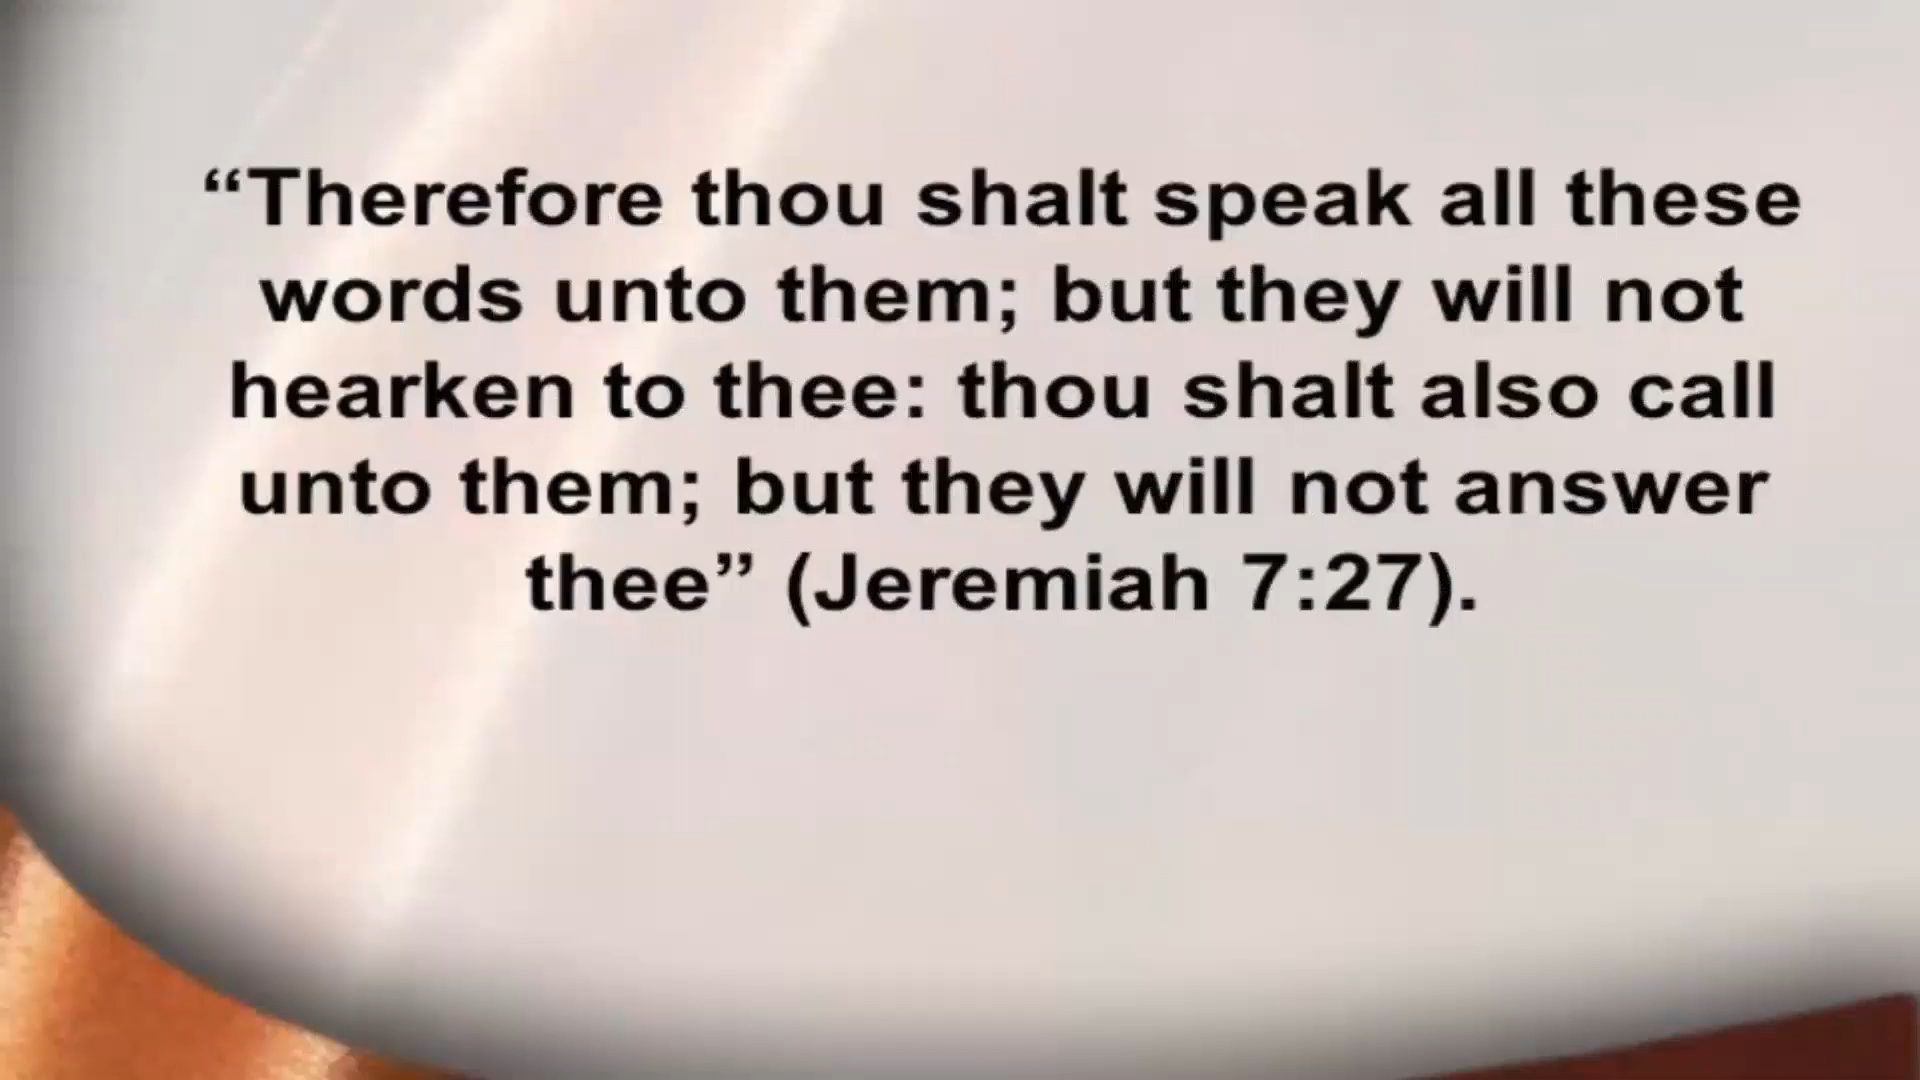 “Therefore thou shalt speak all these
words unto them; but they will not
hearken to thee: thou shalt also call
unto them; but they will not answer
thee” (Jeremiah 7:27).